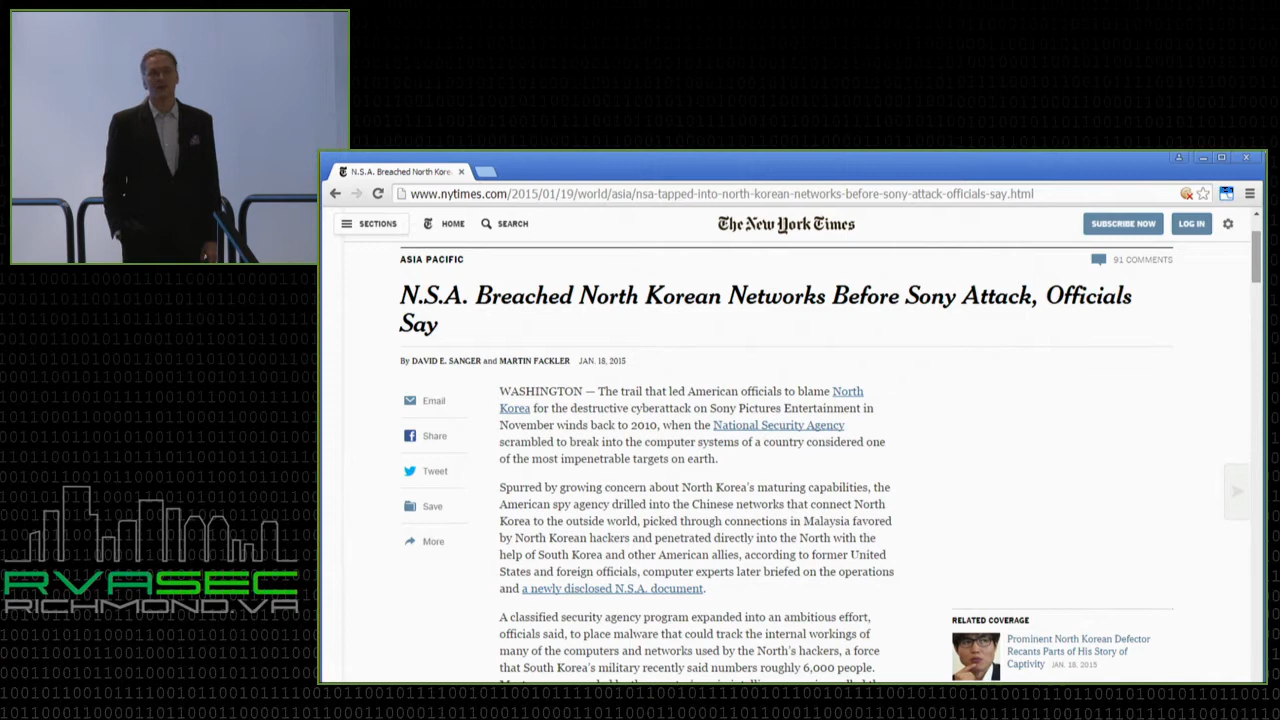 N.S.A. Breached North Kore
www.nytimes.com/2015/01/19/world/asia/nsa-tapped-into-north-korean-networks-before-sony-attack-officials-say.html
SECTIONS HOME SEARCH The New York Times SUBSCRIBE NOW LOG IN
ASIA PACIFIC
91 COMMENTS
N.S.A. Breached North Korean Networks Before Sony Attack, Officials
Say
By DAVID E. SANGER and MARTIN FACKLER JAN. 18, 2015
Email
Share
Tweet
Save
More
WASHINGTON — The trail that led American officials to blame North
Korea for the destructive cyberattack on Sony Pictures Entertainment in
November winds back to 2010, when the National Security Agency
scrambled to break into the computer systems of a country considered one
of the most impenetrable targets on earth.
Spurred by growing concern about North Korea's maturing capabilities, the
American spy agency drilled into the Chinese networks that connect North
Korea to the outside world, picked through connections in Malaysia favored
by North Korean hackers and penetrated directly into the North with the
help of South Korea and other American allies, according to former United
States and foreign officials, computer experts later briefed on the operations
and a newly disclosed N.S.A. document.
A classified security agency program expanded into an ambitious effort,
officials said, to place malware that could track the internal workings of
many of the computers and networks used by the North's hackers, a force
that South Korea's military recently said numbers roughly 6,000 people.
RELATED COVERAGE
Prominent North Korean Defector
Recants Parts of His Story of
Captivity JAN. 18, 2015
RVASEC
RICHMOND, VA